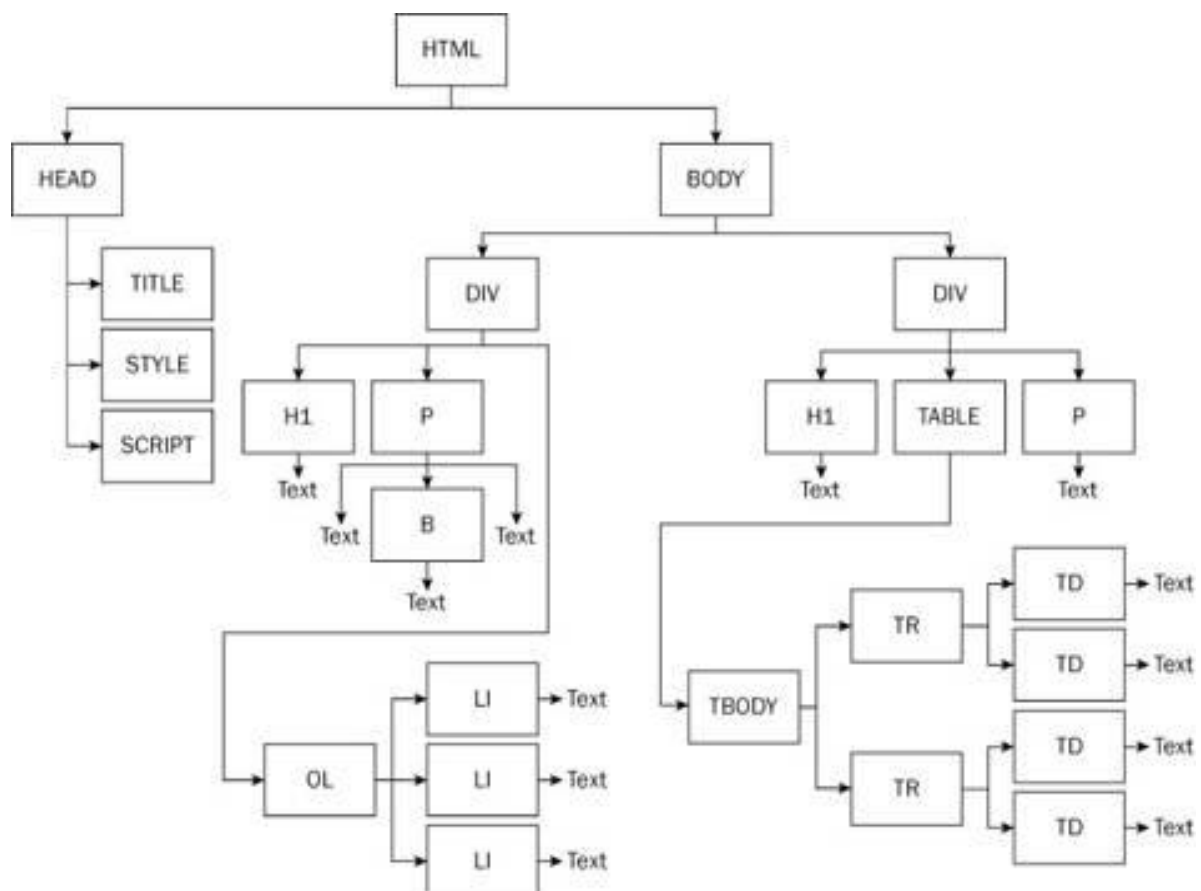 HTML
HEAD
BODY
TITLE
STYLE
SCRIPT
DIV
DIV
H1
P
H1
TABLE
P
Text
Text
Text
Text
B
Text
Text
TD
Text
TR
TD
Text
LI
Text
TBODY
OL
LI
Text
TD
Text
TR
TD
Text
LI
Text